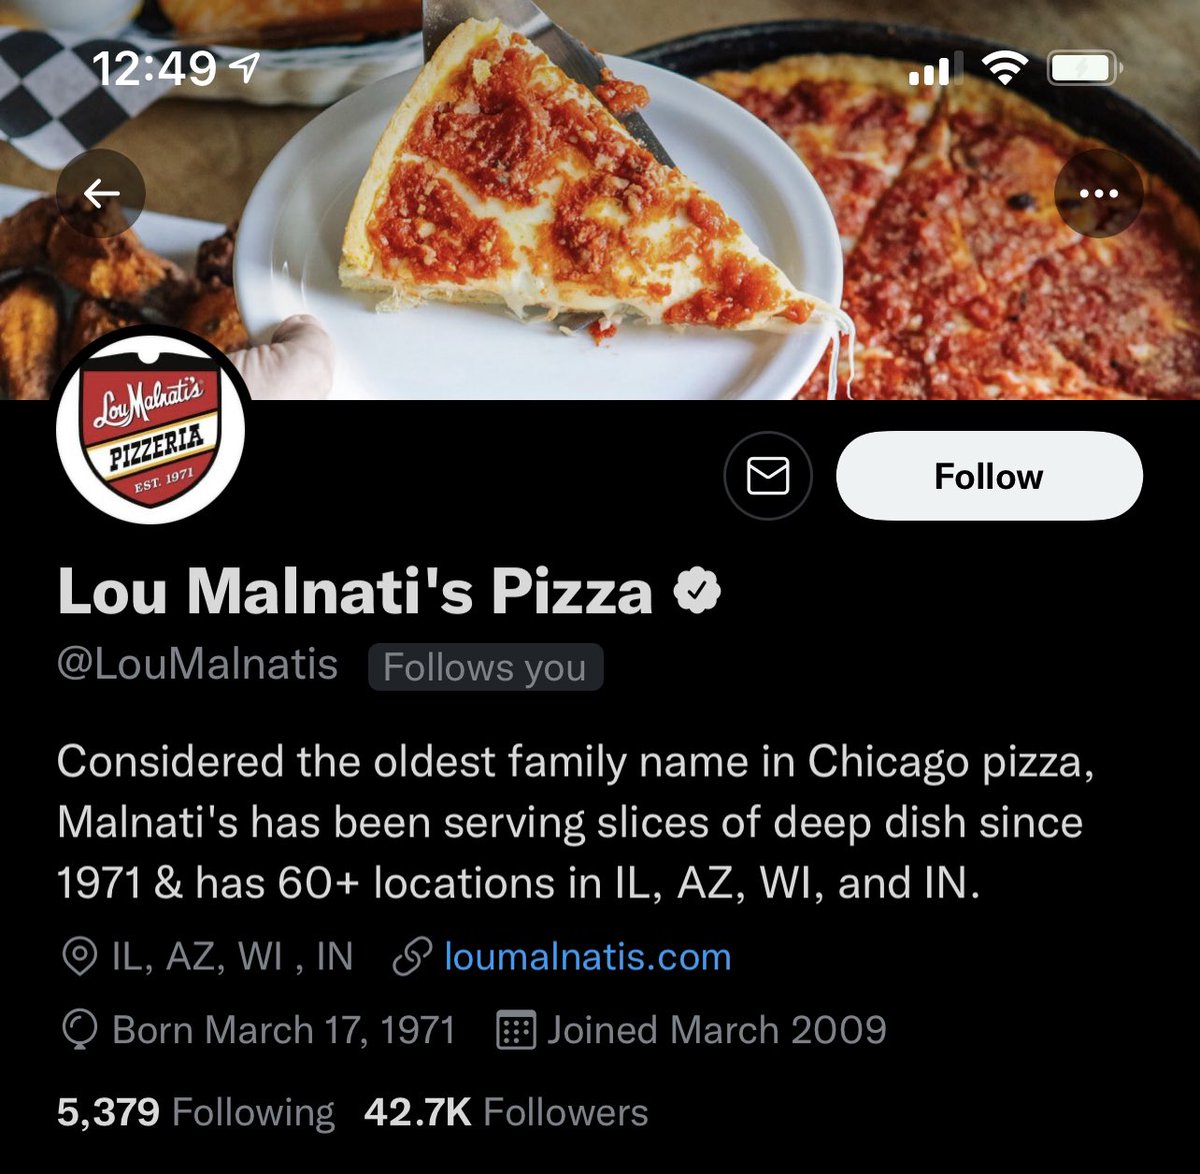 12:49
Lou Malnati's
PIZZERIA
EST. 1971
Follow
Lou Malnati's Pizza
@LouMalnatis Follows you
Considered the oldest family name in Chicago pizza,
Malnati's has been serving slices of deep dish since
1971 & has 60+ locations in IL, AZ, WI, and IN.
IL, AZ, WI , IN loumalnatis.com
Born March 17, 1971 Joined March 2009
5,379 Following 42.7K Followers